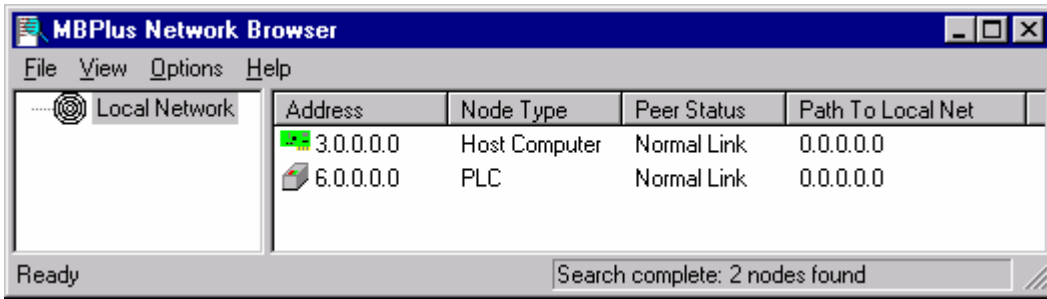 MBPlus Network Browser
File View Options Help
Local Network
Address Node Type Peer Status Path To Local Net
3.0.0.0.0 Host Computer Normal Link 0.0.0.0.0
6.0.0.0.0 PLC Normal Link 0.0.0.0.0
Ready Search complete: 2 nodes found